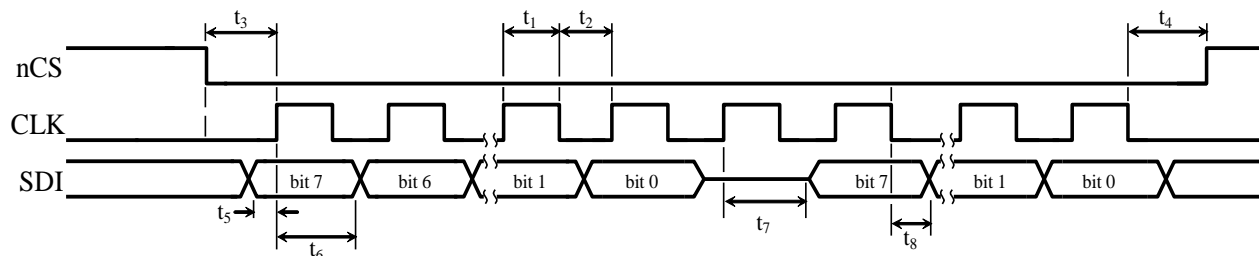 t₃ t₁ t₂ t₄
nCS
CLK
SDI bit 7 bit 6 bit 1 bit 0 bit 7 bit 1 bit 0
t₅ t₇ t₈
t₆